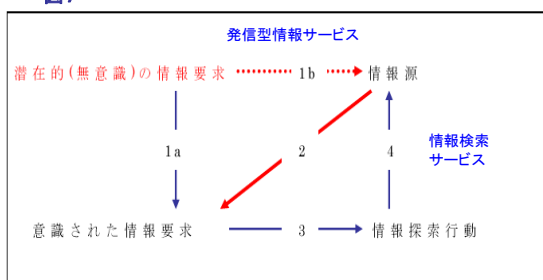 発信型情報サービス
潜在的(無意識)の情報要求 1b 情報源
1a 2 4 情報検索
サービス
意識された情報要求 3 情報探索行動